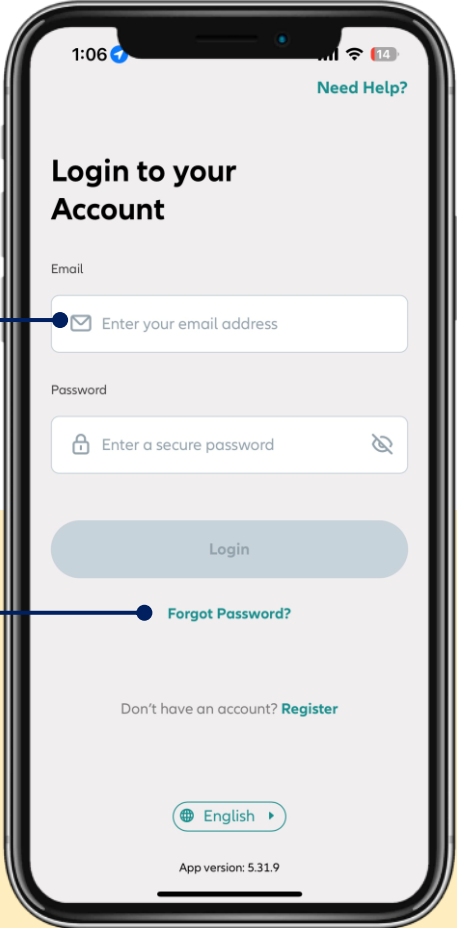 1:06
14
Need Help?
Login to your
Account
Email
Enter your email address
Password
Enter a secure password
Login
Forgot Password?
Don't have an account? Register
English
App version: 5.31.9